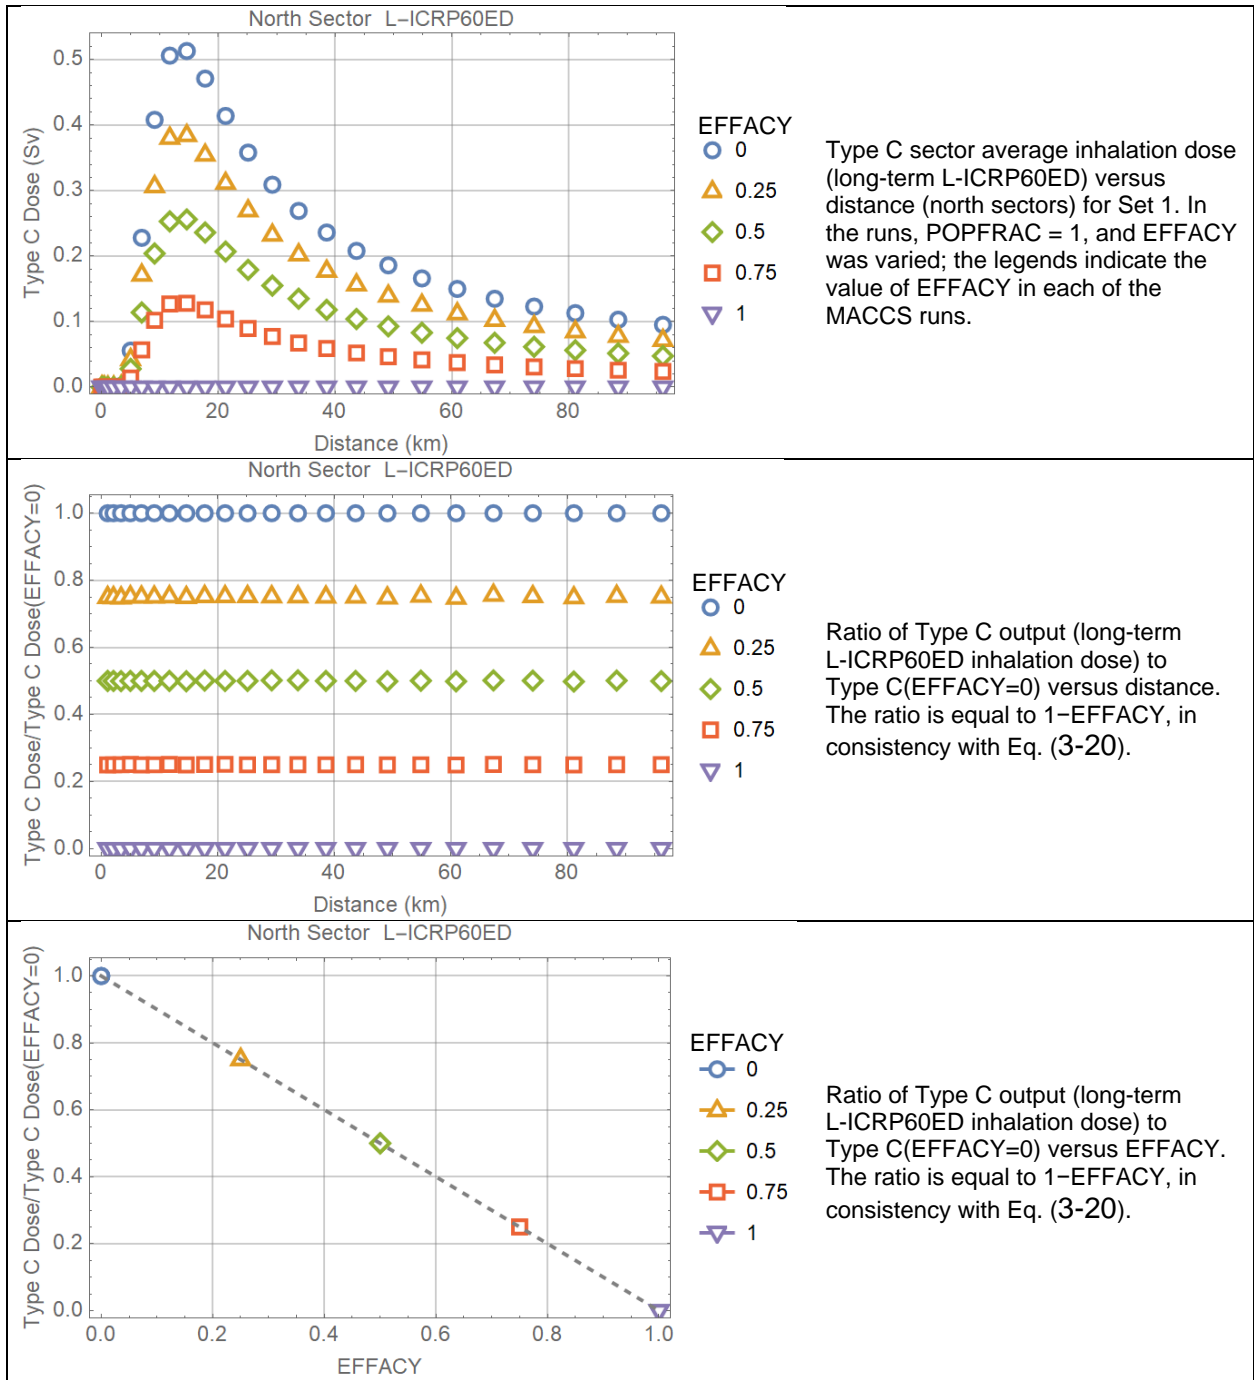 North Sector L−ICRP60ED
Type C Dose (Sv)
0.5
0.4
0.3
0.2
0.1
0.0
0 20 40 60 80
Distance (km)
EFFACY
0
0.25
0.5
0.75
1
Type C sector average inhalation dose
(long-term L-ICRP60ED) versus
distance (north sectors) for Set 1. In
the runs, POPFRAC = 1, and EFFACY
was varied; the legends indicate the
value of EFFACY in each of the
MACCS runs.
North Sector L−ICRP60ED
Type C Dose/Type C Dose(EFFACY=0)
1.0
0.8
0.6
0.4
0.2
0.0
0 20 40 60 80
Distance (km)
EFFACY
0
0.25
0.5
0.75
1
Ratio of Type C output (long-term
L-ICRP60ED inhalation dose) to
Type C(EFFACY=0) versus distance.
The ratio is equal to 1−EFFACY, in
consistency with Eq. (3-20).
North Sector L−ICRP60ED
Type C Dose/Type C Dose(EFFACY=0)
1.0
0.8
0.6
0.4
0.2
0.0
0.0 0.2 0.4 0.6 0.8 1.0
EFFACY
EFFACY
0
0.25
0.5
0.75
1
Ratio of Type C output (long-term
L-ICRP60ED inhalation dose) to
Type C(EFFACY=0) versus EFFACY.
The ratio is equal to 1−EFFACY, in
consistency with Eq. (3-20).